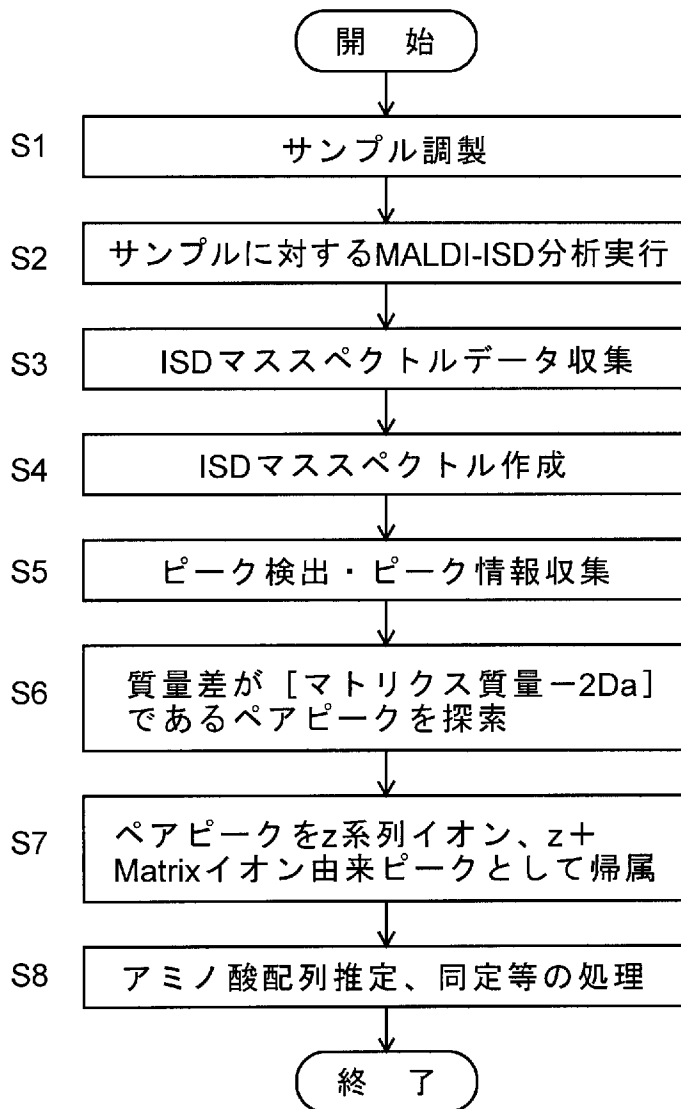 開　始
S1 サンプル調製
S2 サンプルに対するMALDI-ISD分析実行
S3 ISDマススペクトルデータ収集
S4 ISDマススペクトル作成
S5 ピーク検出・ピーク情報収集
S6 質量差が［マトリクス質量－2Da］
であるペアピークを探索
S7 ペアピークをz系列イオン、z＋
Matrixイオン由来ピークとして帰属
S8 アミノ酸配列推定、同定等の処理
終　了